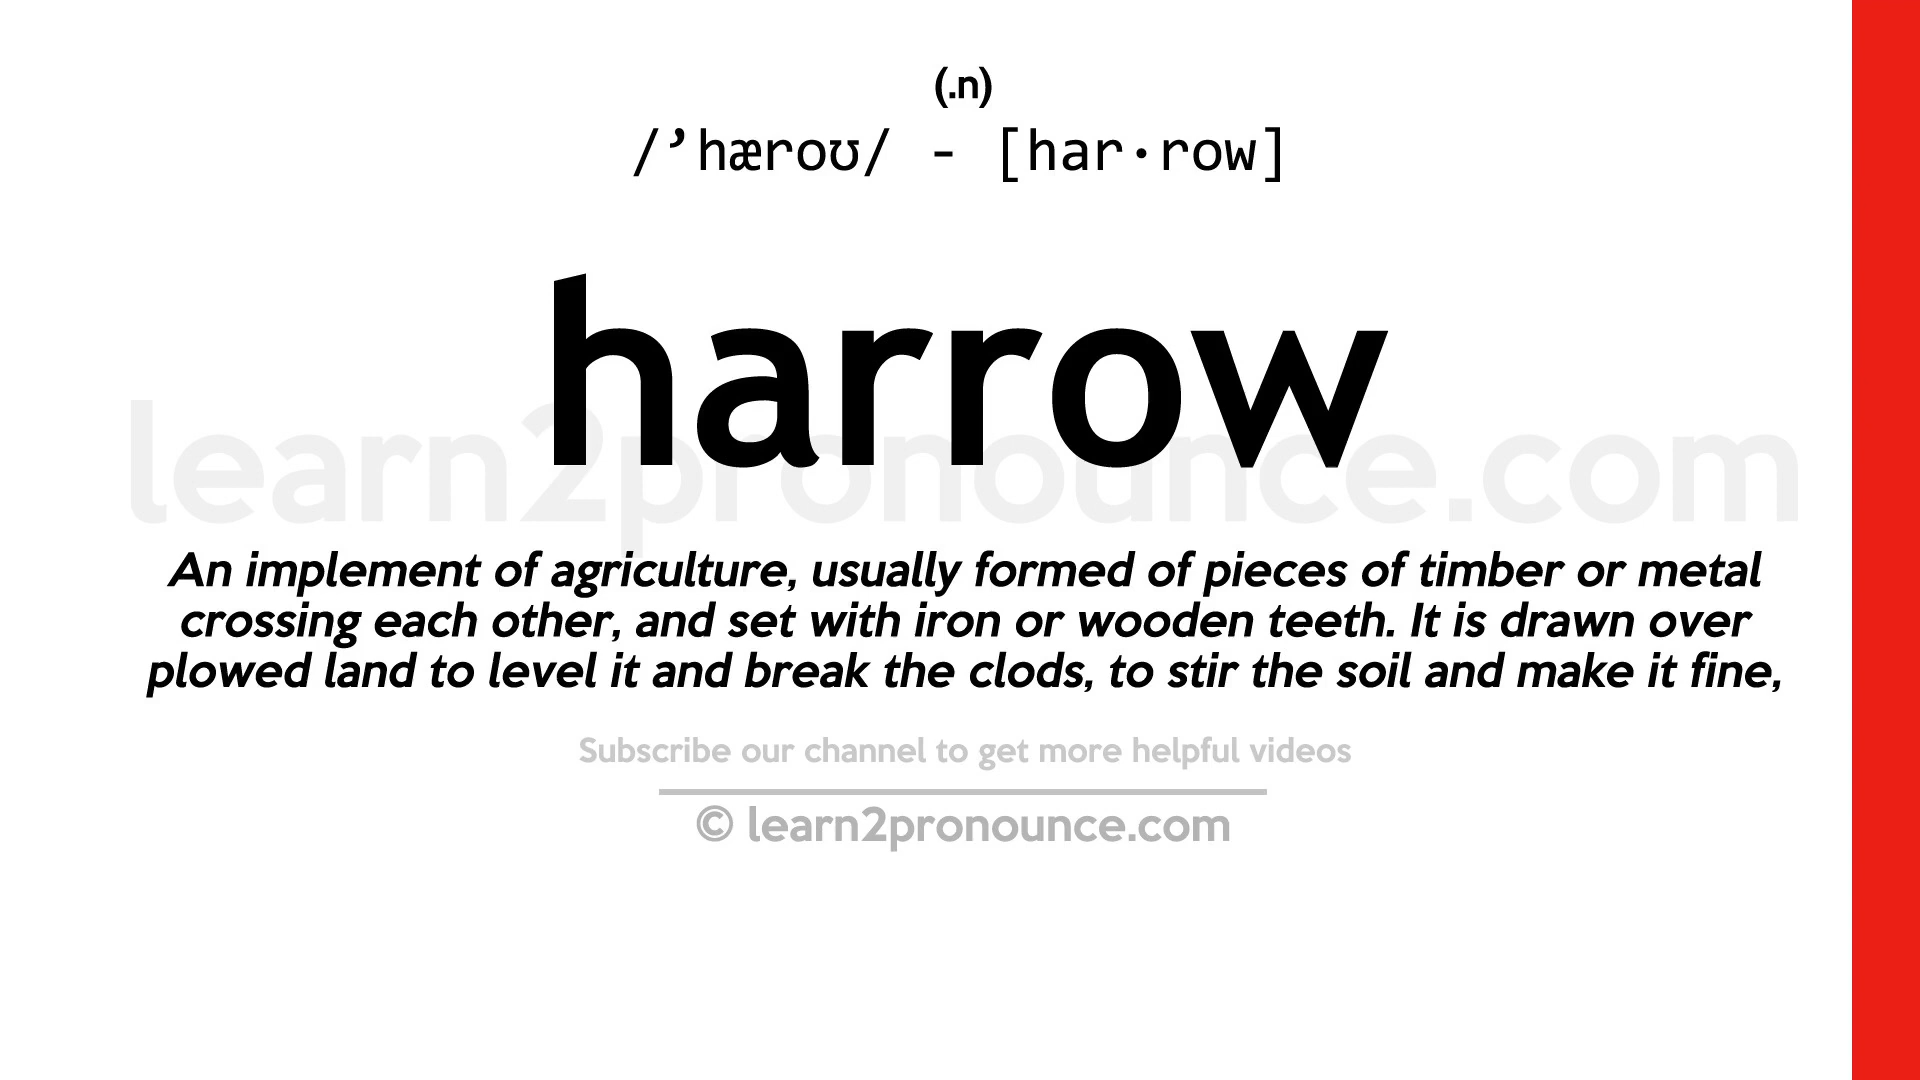 (.n)
/’hæroʊ/ - [har·row]
harrow
learn2pronounce.com
An implement of agriculture, usually formed of pieces of timber or metal
crossing each other, and set with iron or wooden teeth. It is drawn over
plowed land to level it and break the clods, to stir the soil and make it fine,
Subscribe our channel to get more helpful videos
© learn2pronounce.com